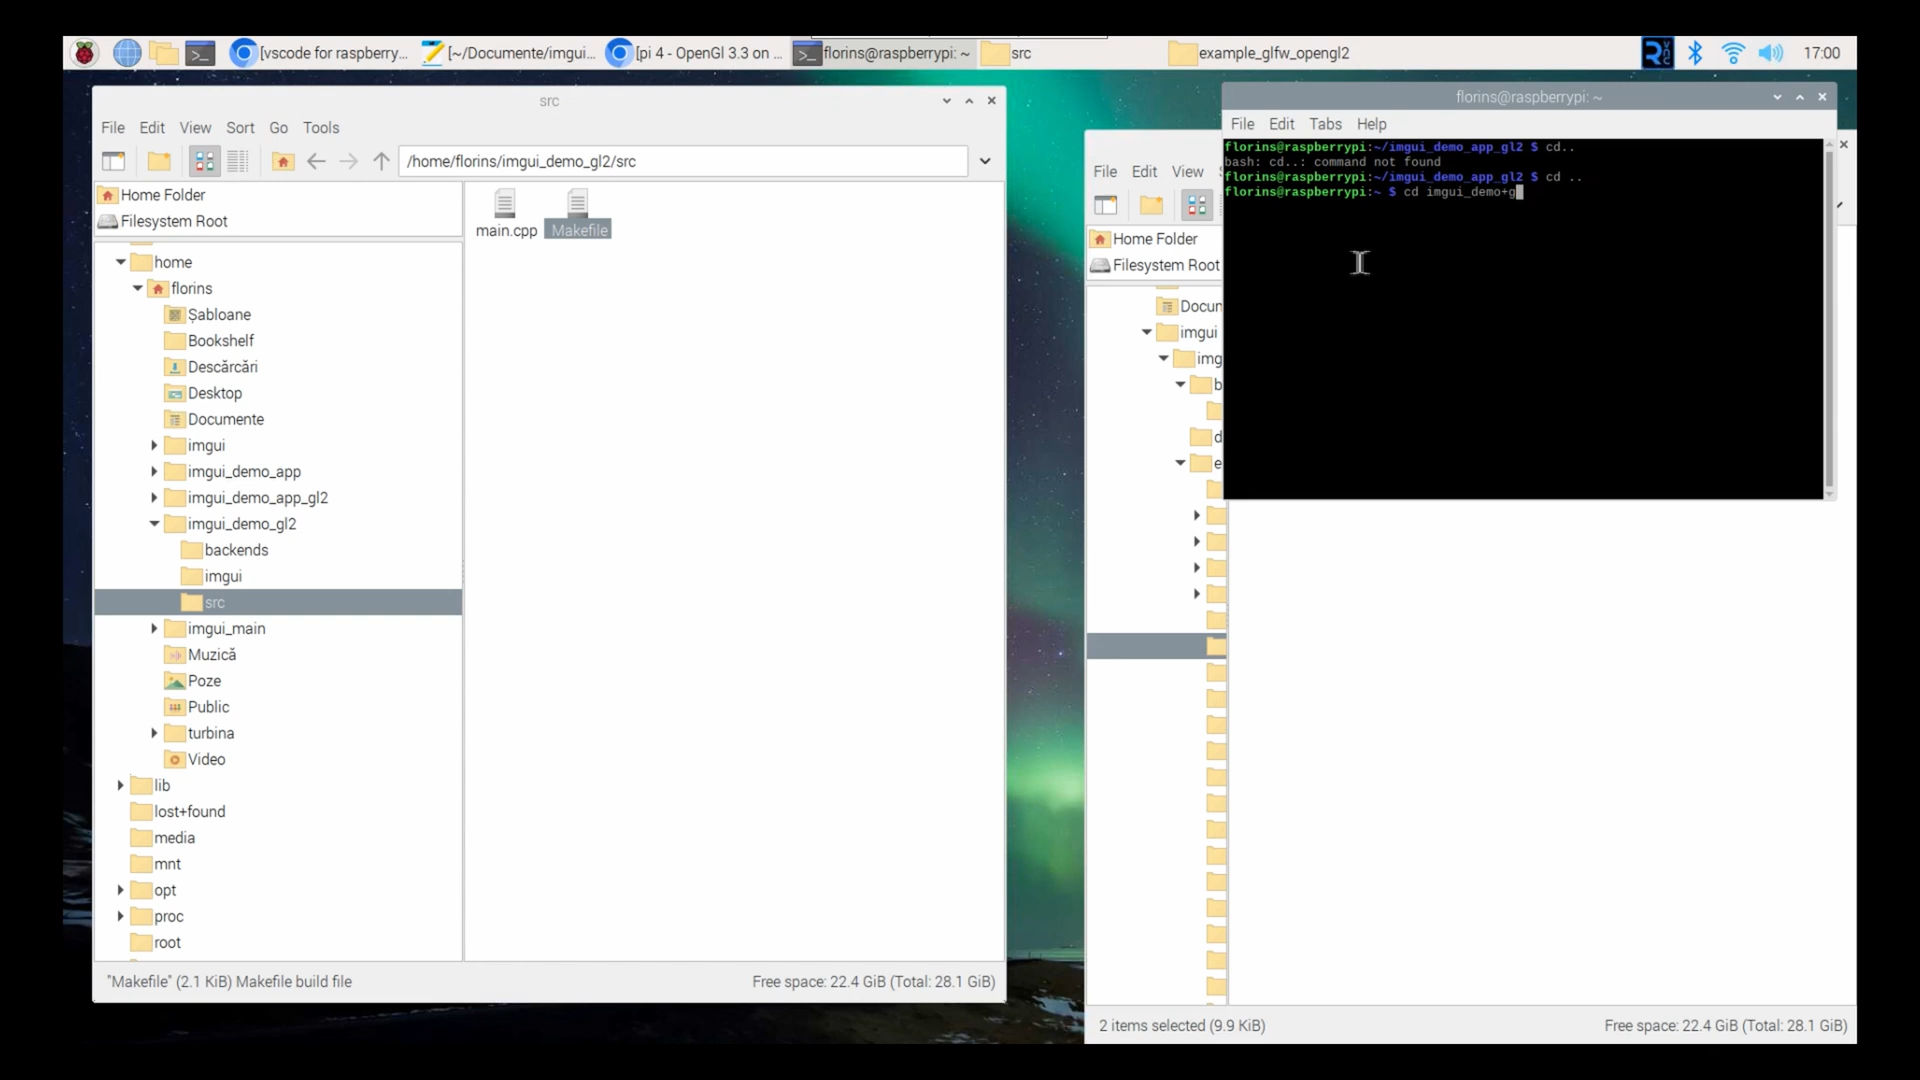 [vscode for raspberry... [~/Documente/imgui... [pi 4 - OpenGl 3.3 on ... florins@raspberrypi: ~ src example_glfw_opengl2 17:00
src
File Edit View Sort Go Tools
/home/florins/imgui_demo_gl2/src
Home Folder
Filesystem Root
home
florins
Șabloane
Bookshelf
Descărcări
Desktop
Documente
imgui
imgui_demo_app
imgui_demo_app_gl2
imgui_demo_gl2
backends
imgui
src
imgui_main
Muzică
Poze
Public
turbina
Video
lib
lost+found
media
mnt
opt
proc
root
main.cpp
Makefile
"Makefile" (2.1 KiB) Makefile build file
Free space: 22.4 GiB (Total: 28.1 GiB)
florins@raspberrypi: ~
File Edit Tabs Help
florins@raspberrypi:~/imgui_demo_app_gl2 $ cd..
bash: cd..: command not found
florins@raspberrypi:~/imgui_demo_app_gl2 $ cd ..
florins@raspberrypi:~ $ cd imgui_demo+g
File Edit View
Home Folder
Filesystem Root
Docun
imgui
img
b
d
e
2 items selected (9.9 KiB)
Free space: 22.4 GiB (Total: 28.1 GiB)